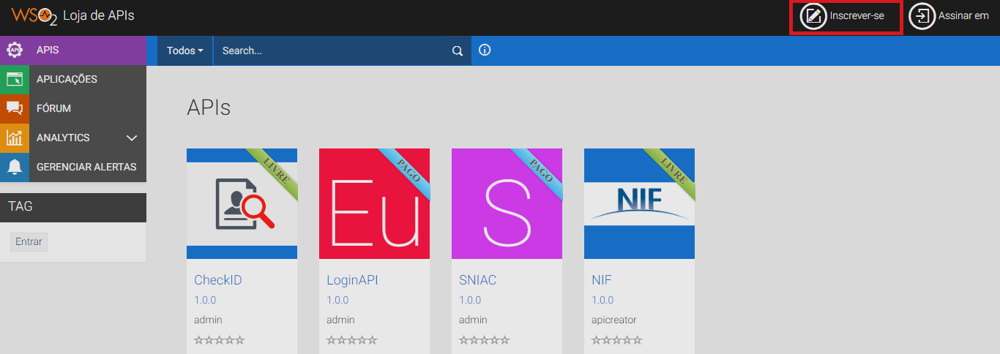 WSO2 Loja de APIs
Inscrever-se
Assinar em
API
APIS
Todos
Search...
APLICAÇÕES
FÓRUM
ANALYTICS
GERENCIAR ALERTAS
TAG
Entrar
APIs
LIVRE
Eu
PAGO
S
PAGO
NIF
LIVRE
CheckID
LoginAPI
SNIAC
NIF
1.0.0
1.0.0
1.0.0
1.0.0
admin
admin
admin
apicreator